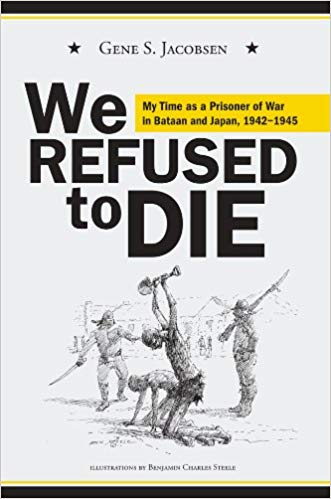 ★ GENE S. JACOBSEN ★
We
My Time as a Prisoner of War
in Bataan and Japan, 1942–1945
REFUSED
to DIE
ILLUSTRATIONS BY BENJAMIN CHARLES STEELE